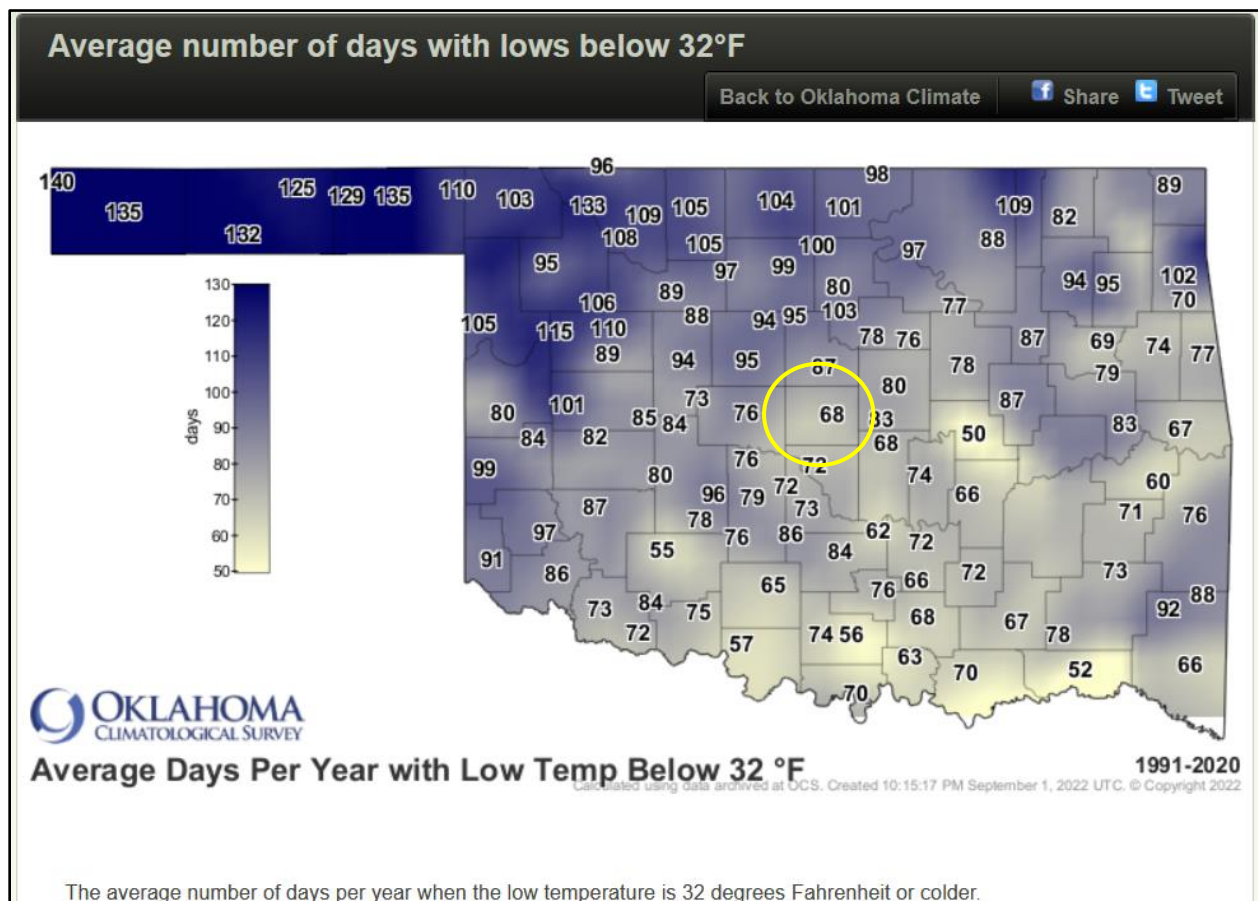 Average number of days with lows below 32°F
Back to Oklahoma Climate Share Tweet
96
98
140 135 125 129 135 110 103 133 109 105 104 101 109 82 89
132 108 105 100 97 88
95 97 99 94 95 102
130 89 80 70
120 106 88 103 77
105 115 110 94 95 78 76 87 69 74 77
110 89 94 95 87 78 79
100 80 101 73 80 87
days 90 84 82 85 84 76 68 83 50 83 67
80 99 80 76 72 68 74 60
70 87 96 79 72 73 66 71 76
60 97 78 76 86 62 72
50 91 86 55 84 72 73
65 76 66 88
73 84 75 68 67 92
72 57 74 56 78
63 70 52 66
70
OKLAHOMA
CLIMATOLOGICAL SURVEY
Average Days Per Year with Low Temp Below 32 °F 1991-2020
Calculated using data archived at OCS. Created 10:15:17 PM September 1, 2022 UTC. © Copyright 2022
The average number of days per year when the low temperature is 32 degrees Fahrenheit or colder.